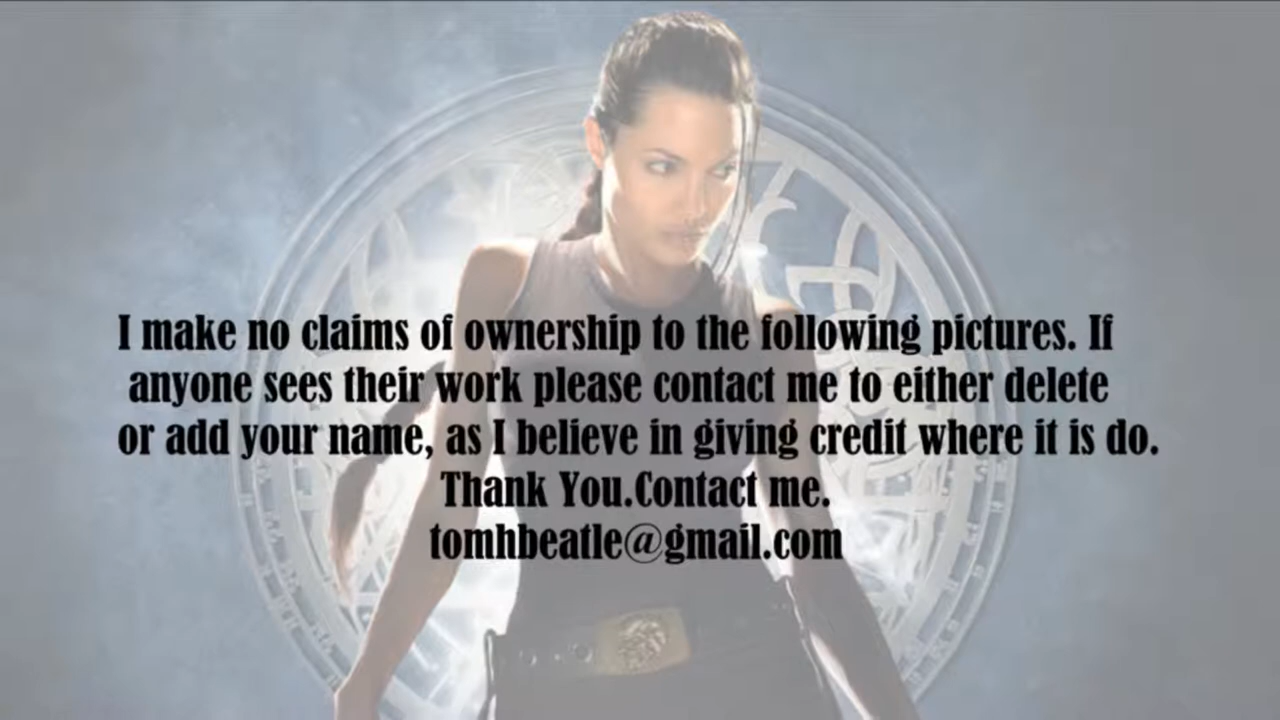 I make no claims of ownership to the following pictures. If
anyone sees their work please contact me to either delete
or add your name, as I believe in giving credit where it is do.
Thank You.Contact me.
tomhbeatle@gmail.com